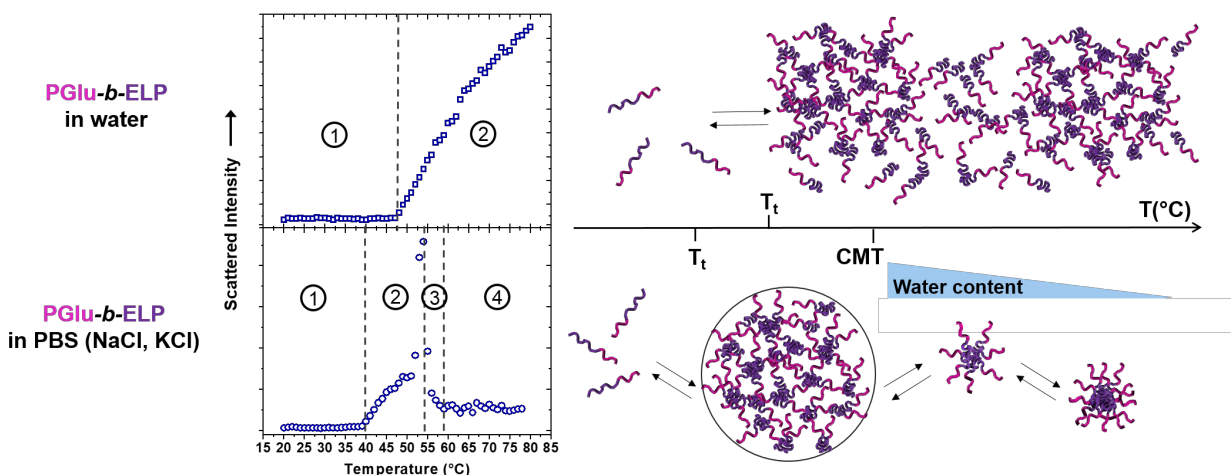 PGlu-b-ELP
in water
Scattered Intensity
1
2
T(°C)
Tt
Tt
CMT
PGlu-b-ELP
in PBS (NaCl, KCl)
1
2
3
4
Water content
15 20 25 30 35 40 45 50 55 60 65 70 75 80 85
Temperature (°C)